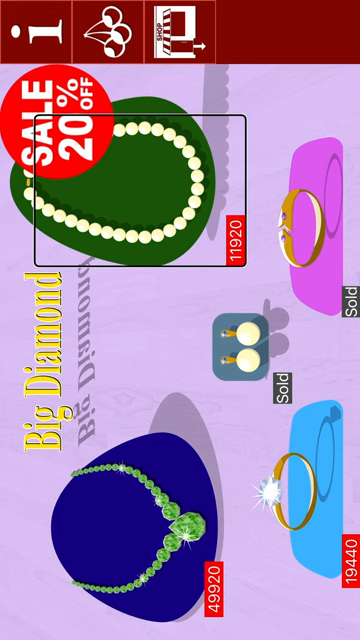 i
SHOP
SALE
20% OFF
11920
Sold
Big Diamond
Sold
49920
19440